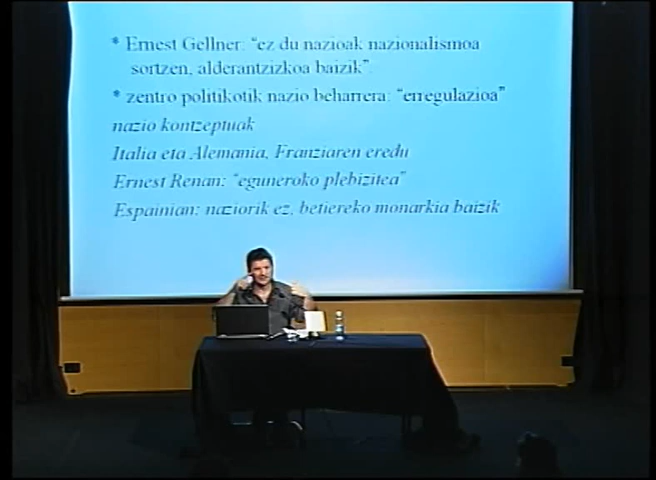 * Ernest Gellner: “ez du nazioak nazionalismoa
sortzen, alderantzizkoa baizik”.
* zentro politikotik nazio beharrera: “erregulazioa”
nazio kontzeptuak
Italia eta Alemania, Franziaren eredu
Ernest Renan: “eguneroko plebizitea”
Espainian: naziorik ez, betiereko monarkia baizik